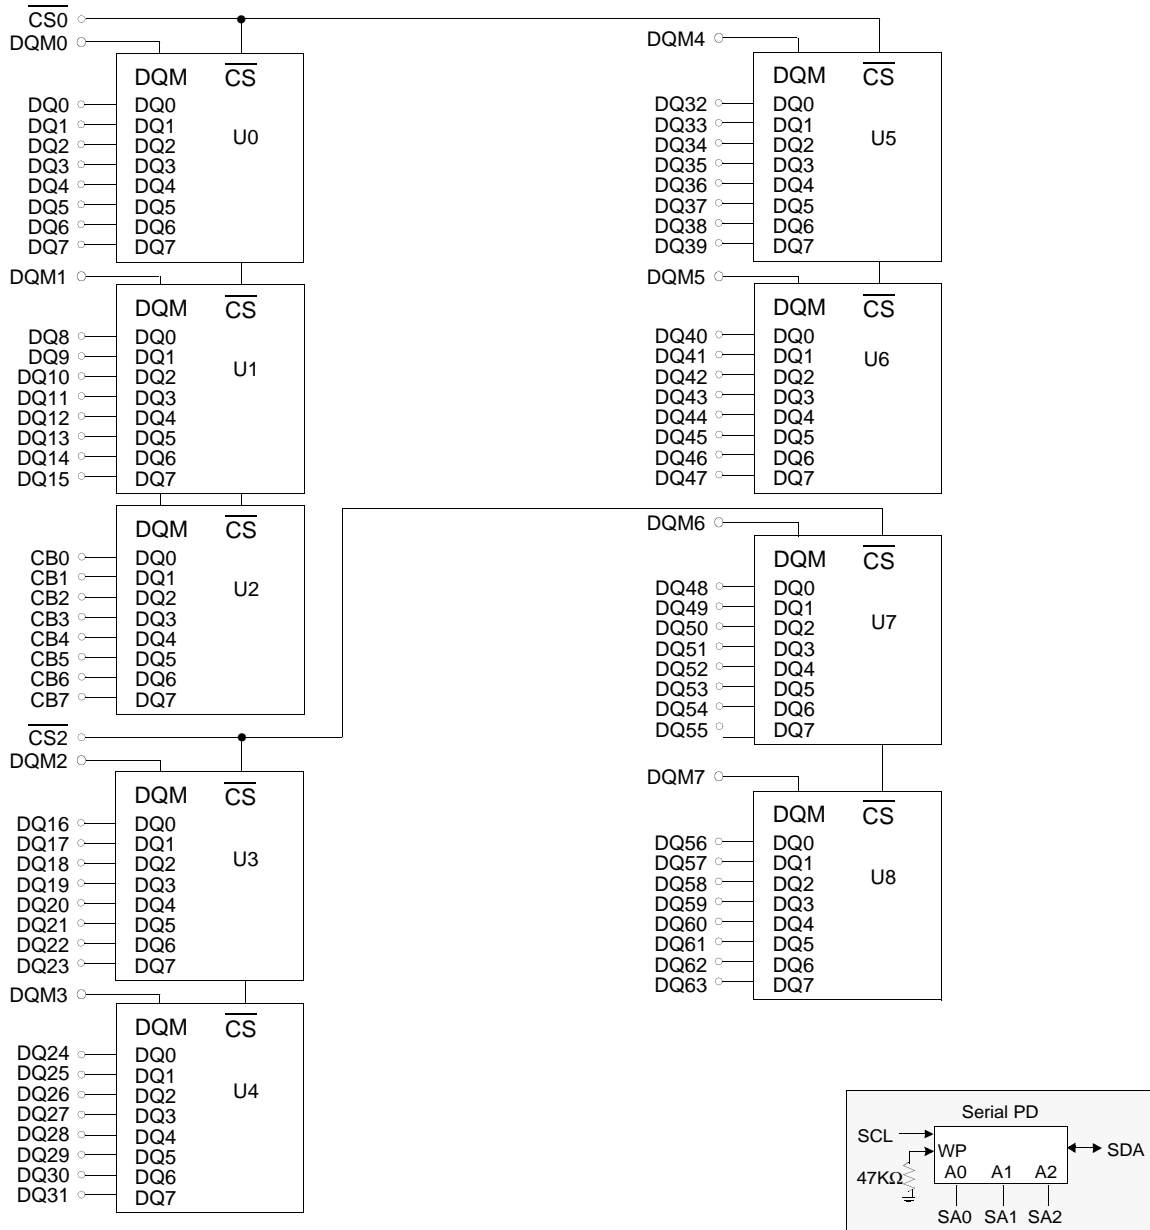 CS0
DQM0
DQM CS
DQ0 DQ0
DQ1 DQ1
U0
DQ2 DQ2
DQ3 DQ3
DQ4 DQ4
DQ5 DQ5
DQ6 DQ6
DQ7 DQ7
DQM1
DQM CS
DQ8 DQ0
DQ9 DQ1
U1
DQ10 DQ2
DQ11 DQ3
DQ12 DQ4
DQ13 DQ5
DQ14 DQ6
DQ15 DQ7
DQM CS
CB0 DQ0
CB1 DQ1
U2
CB2 DQ2
CB3 DQ3
CB4 DQ4
CB5 DQ5
CB6 DQ6
CB7 DQ7
CS2
DQM2
DQM CS
DQ16 DQ0
DQ17 DQ1
U3
DQ18 DQ2
DQ19 DQ3
DQ20 DQ4
DQ21 DQ5
DQ22 DQ6
DQ23 DQ7
DQM3
DQM CS
DQ24 DQ0
DQ25 DQ1
U4
DQ26 DQ2
DQ27 DQ3
DQ28 DQ4
DQ29 DQ5
DQ30 DQ6
DQ31 DQ7
DQM4
DQM CS
DQ32 DQ0
DQ33 DQ1
U5
DQ34 DQ2
DQ35 DQ3
DQ36 DQ4
DQ37 DQ5
DQ38 DQ6
DQ39 DQ7
DQM5
DQM CS
DQ40 DQ0
DQ41 DQ1
U6
DQ42 DQ2
DQ43 DQ3
DQ44 DQ4
DQ45 DQ5
DQ46 DQ6
DQ47 DQ7
DQM6
DQM CS
DQ48 DQ0
DQ49 DQ1
U7
DQ50 DQ2
DQ51 DQ3
DQ52 DQ4
DQ53 DQ5
DQ54 DQ6
DQ55 DQ7
DQM7
DQM CS
DQ56 DQ0
DQ57 DQ1
U8
DQ58 DQ2
DQ59 DQ3
DQ60 DQ4
DQ61 DQ5
DQ62 DQ6
DQ63 DQ7
Serial PD
SCL
WP SDA
47KΩ A0 A1 A2
SA0 SA1 SA2